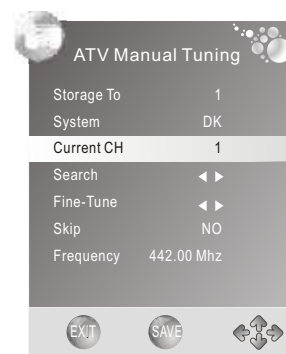 ATV Manual Tuning
Storage To 1
System DK
Current CH 1
Search
Fine-Tune
Skip NO
Frequency 442.00 Mhz
EXIT SAVE